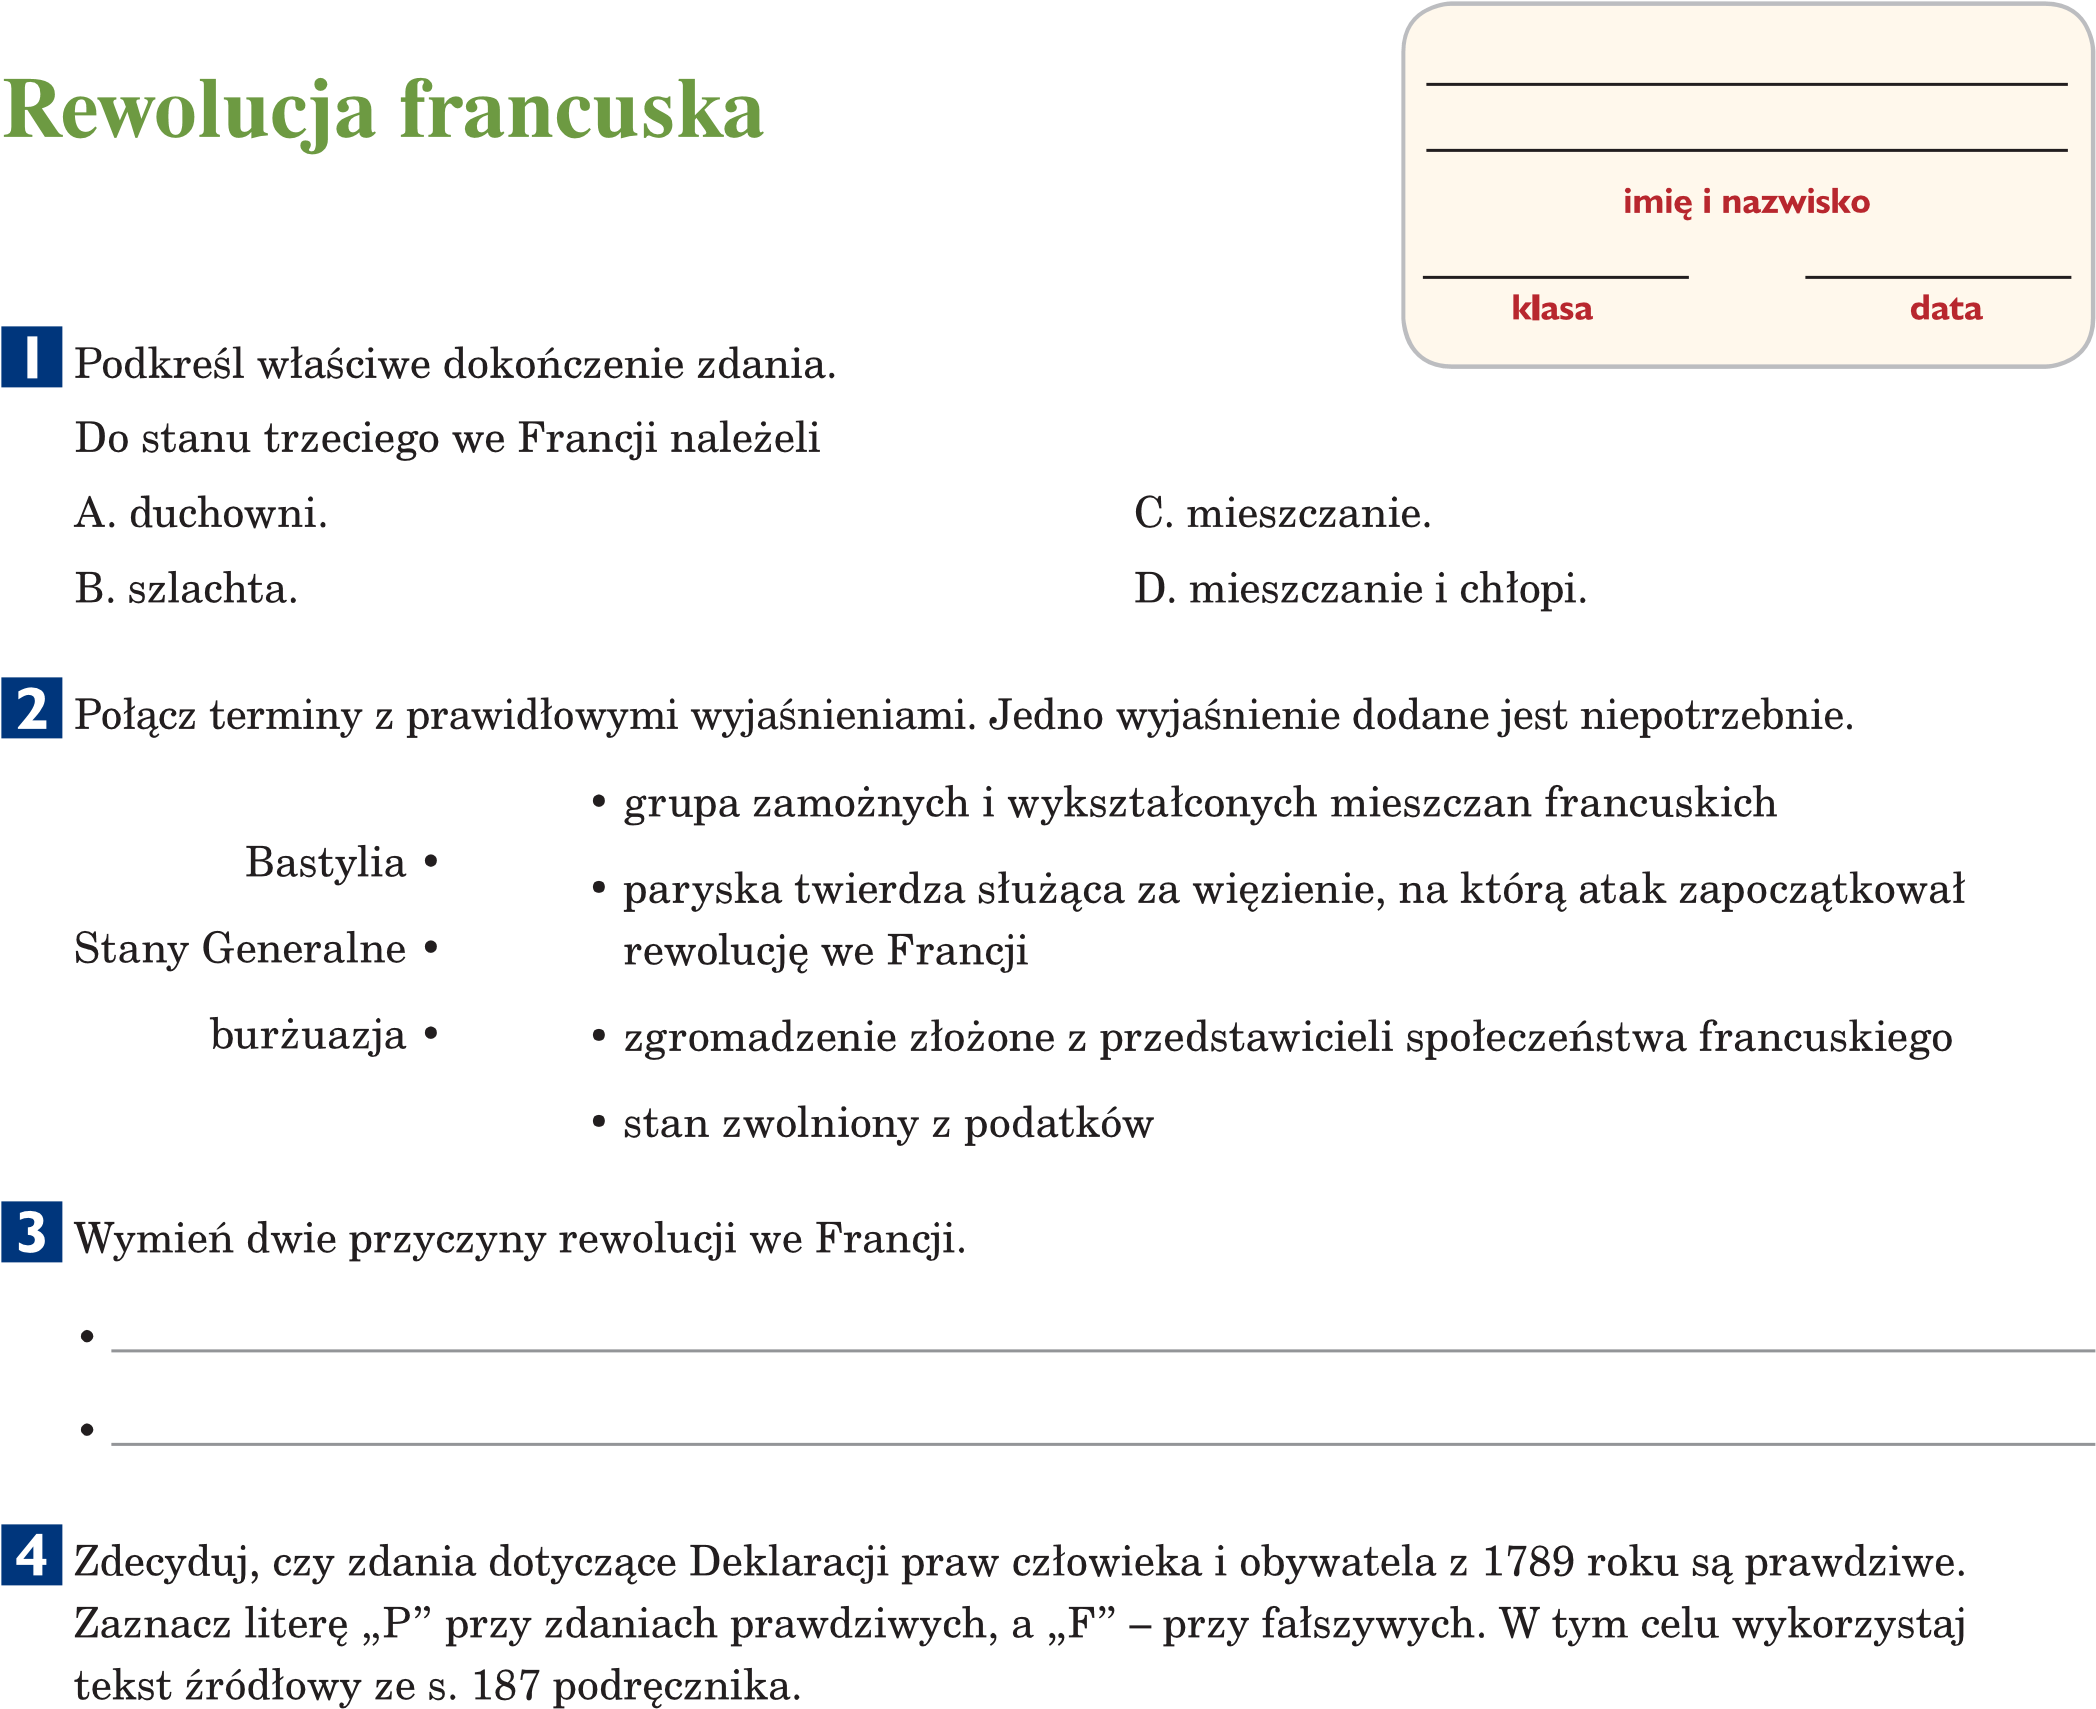 Rewolucja francuska
imię i nazwisko
klasa data
1 Podkreśl właściwe dokończenie zdania.
Do stanu trzeciego we Francji należeli
A. duchowni. C. mieszczanie.
B. szlachta. D. mieszczanie i chłopi.
2 Połącz terminy z prawidłowymi wyjaśnieniami. Jedno wyjaśnienie dodane jest niepotrzebnie.
Bastylia •
Stany Generalne •
burżuazja •
• grupa zamożnych i wykształconych mieszczan francuskich
• paryska twierdza służąca za więzienie, na którą atak zapoczątkował
rewolucję we Francji
• zgromadzenie złożone z przedstawicieli społeczeństwa francuskiego
• stan zwolniony z podatków
3 Wymień dwie przyczyny rewolucji we Francji.
•
•
4 Zdecyduj, czy zdania dotyczące Deklaracji praw człowieka i obywatela z 1789 roku są prawdziwe.
Zaznacz literę „P” przy zdaniach prawdziwych, a „F” – przy fałszywych. W tym celu wykorzystaj
tekst źródłowy ze s. 187 podręcznika.